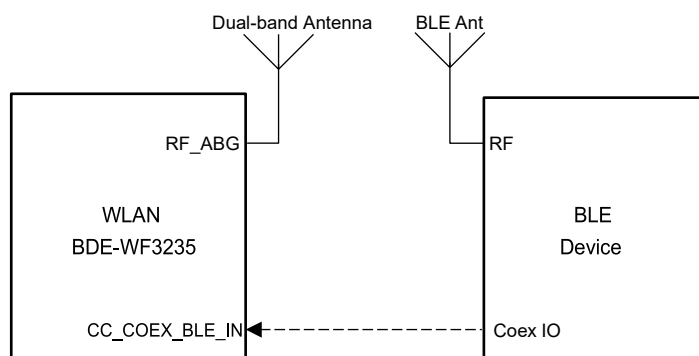 Dual-band Antenna
BLE Ant
RF_ABG
RF
WLAN
BDE-WF3235
BLE
Device
CC_COEX_BLE_IN
Coex IO